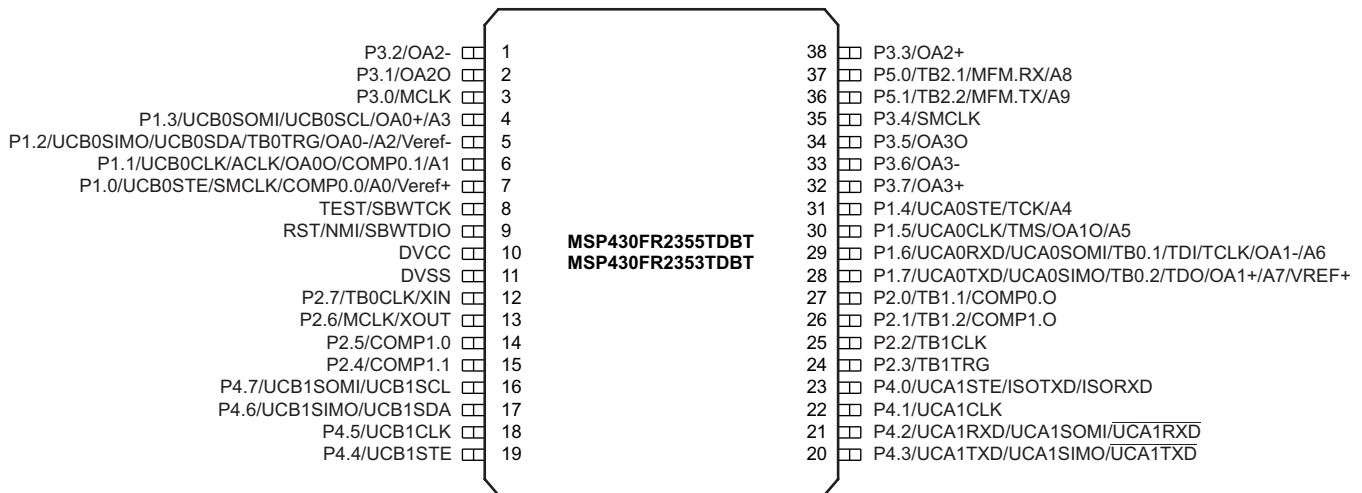 P3.2/OA2- 1
P3.1/OA2O 2
P3.0/MCLK 3
P1.3/UCB0SOMI/UCB0SCL/OA0+/A3 4
P1.2/UCB0SIMO/UCB0SDA/TB0TRG/OA0-/A2/Veref- 5
P1.1/UCB0CLK/ACLK/OA0O/COMP0.1/A1 6
P1.0/UCB0STE/SMCLK/COMP0.0/A0/Veref+ 7
TEST/SBWTCK 8
RST/NMI/SBWTDIO 9
DVCC 10
DVSS 11
P2.7/TB0CLK/XIN 12
P2.6/MCLK/XOUT 13
P2.5/COMP1.0 14
P2.4/COMP1.1 15
P4.7/UCB1SOMI/UCB1SCL 16
P4.6/UCB1SIMO/UCB1SDA 17
P4.5/UCB1CLK 18
P4.4/UCB1STE 19
MSP430FR2355TDBT
MSP430FR2353TDBT
38 P3.3/OA2+
37 P5.0/TB2.1/MFM.RX/A8
36 P5.1/TB2.2/MFM.TX/A9
35 P3.4/SMCLK
34 P3.5/OA3O
33 P3.6/OA3-
32 P3.7/OA3+
31 P1.4/UCA0STE/TCK/A4
30 P1.5/UCA0CLK/TMS/OA1O/A5
29 P1.6/UCA0RXD/UCA0SOMI/TB0.1/TDI/TCLK/OA1-/A6
28 P1.7/UCA0TXD/UCA0SIMO/TB0.2/TDO/OA1+/A7/VREF+
27 P2.0/TB1.1/COMP0.O
26 P2.1/TB1.2/COMP1.O
25 P2.2/TB1CLK
24 P2.3/TB1TRG
23 P4.0/UCA1STE/ISOTXD/ISORXD
22 P4.1/UCA1CLK
21 P4.2/UCA1RXD/UCA1SOMI/UCA1RXD
20 P4.3/UCA1TXD/UCA1SIMO/UCA1TXD